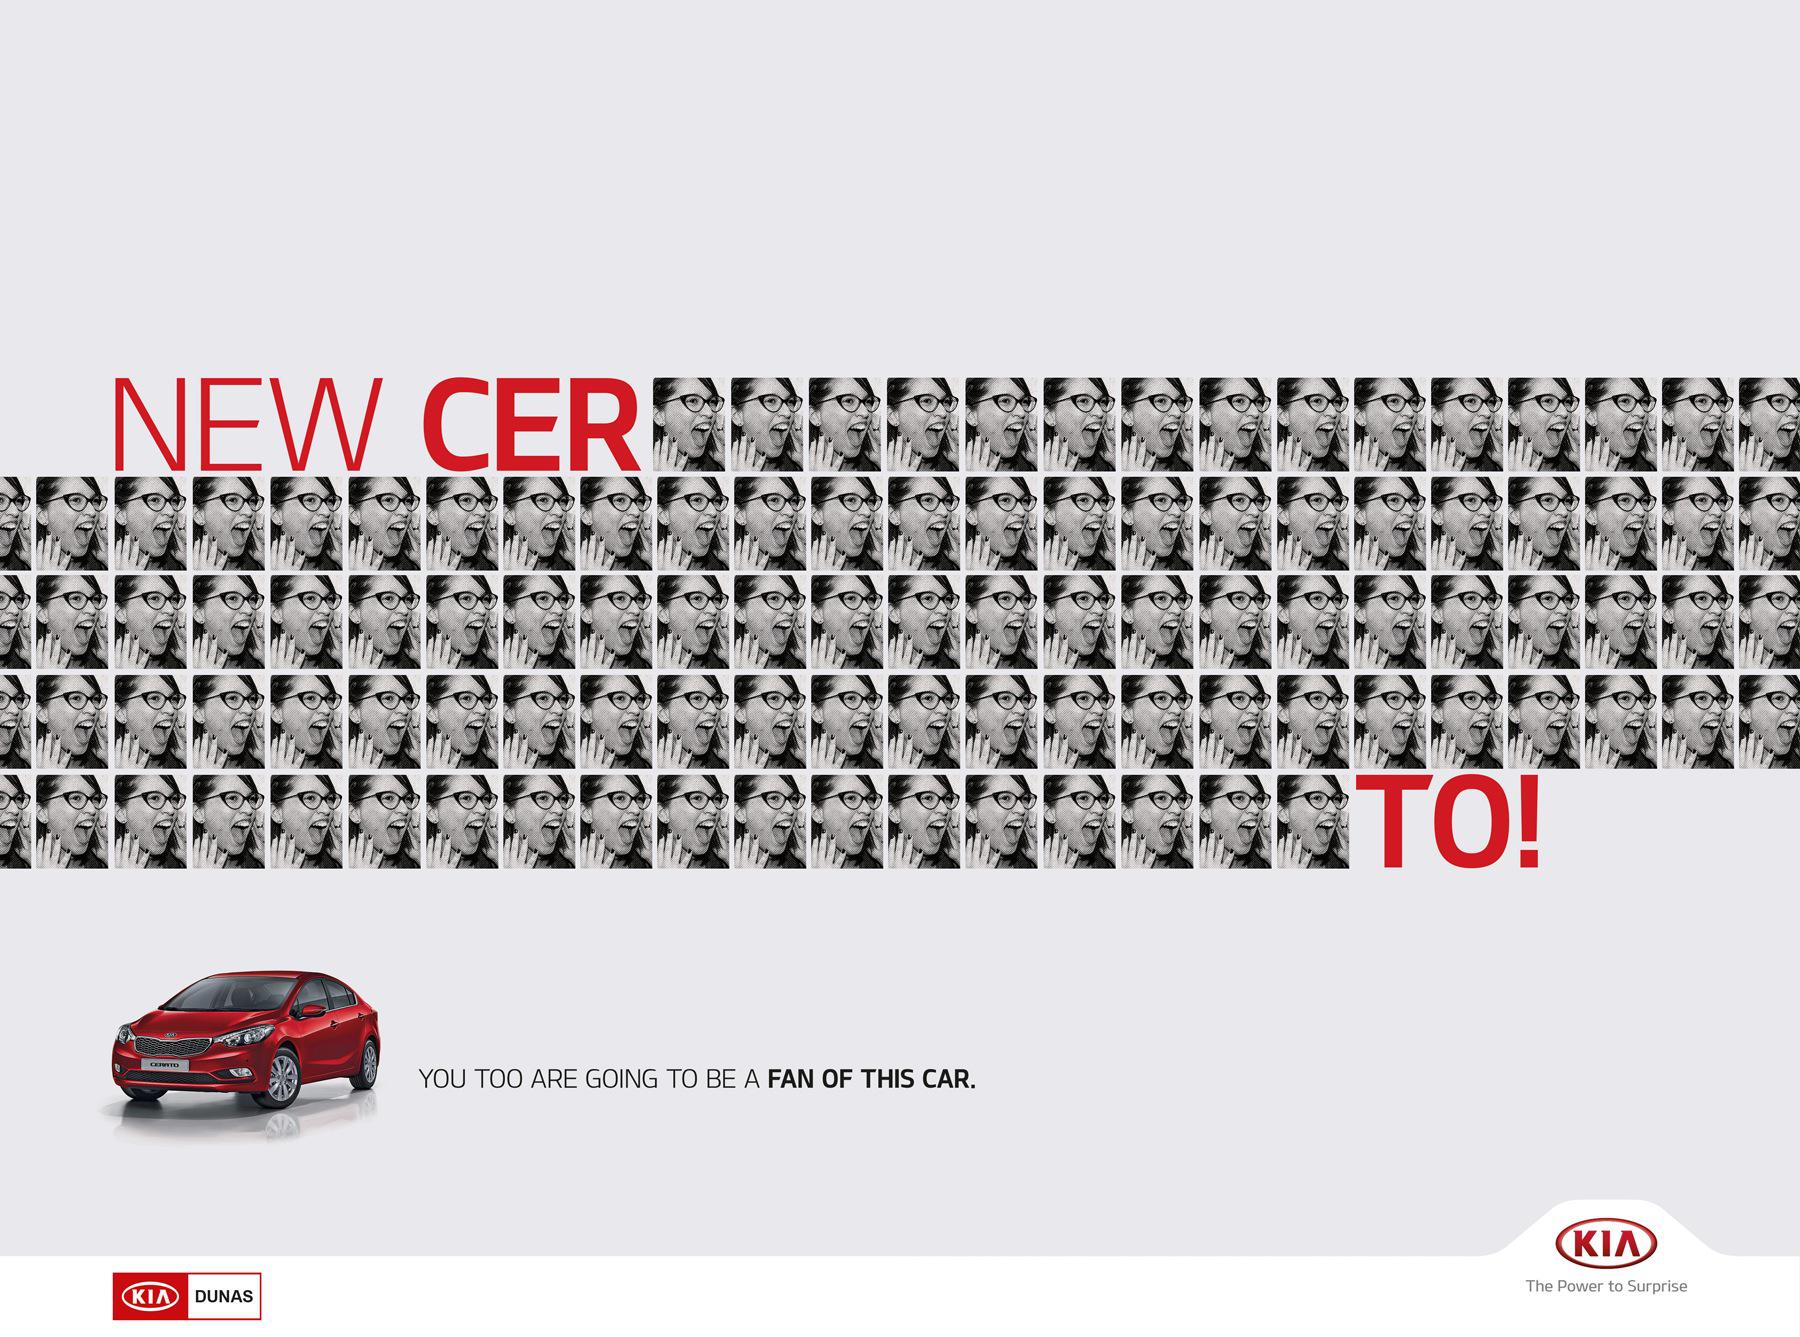 NEW CER
TO!
CERATO
YOU TOO ARE GOING TO BE A FAN OF THIS CAR.
KIA
The Power to Surprise
KIA DUNAS